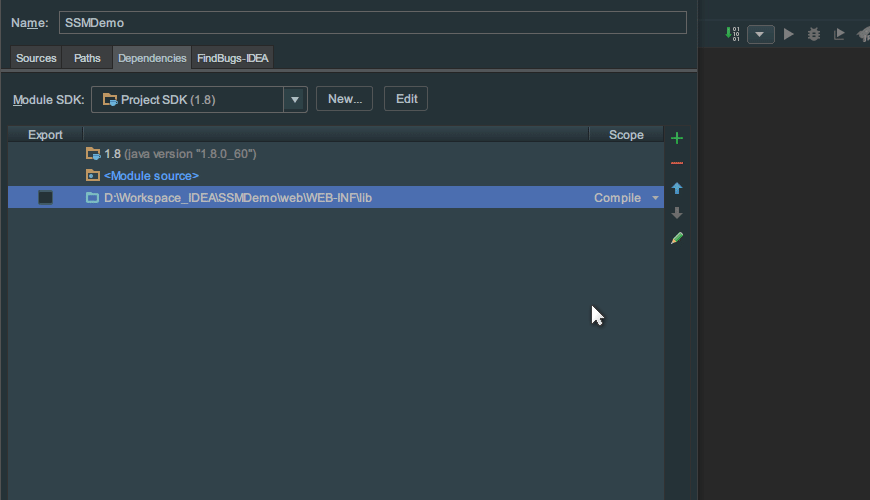 Name: SSMDemo
Sources Paths Dependencies FindBugs-IDEA
Module SDK: Project SDK (1.8) New... Edit
Export Scope
1.8 (java version "1.8.0_60")
<Module source>
D:\Workspace_IDEA\SSMDemo\web\WEB-INF\lib Compile